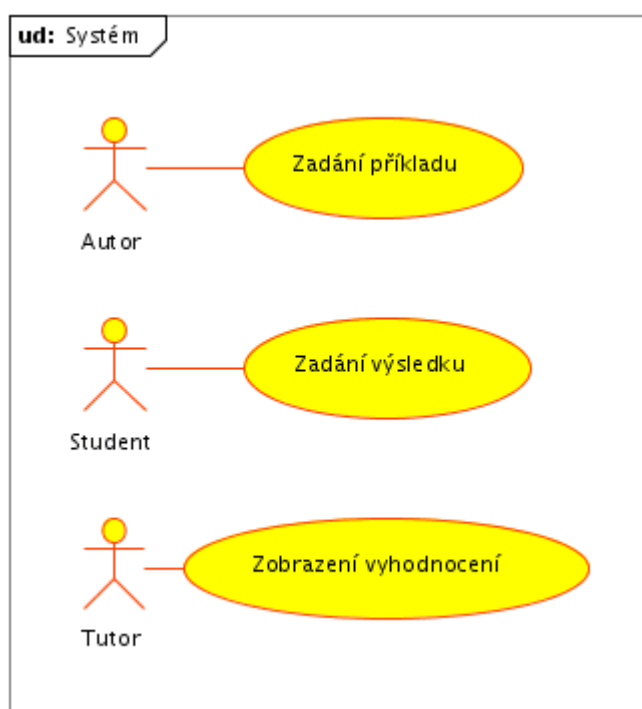 ud: Systém
Zadání příkladu
Autor
Zadání výsledku
Student
Zobrazení vyhodnocení
Tutor